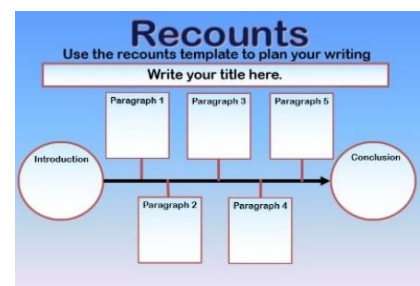 Recounts
Use the recounts template to plan your writing
Write your title here.
Paragraph 1
Paragraph 3
Paragraph 5
Introduction
Conclusion
Paragraph 2
Paragraph 4